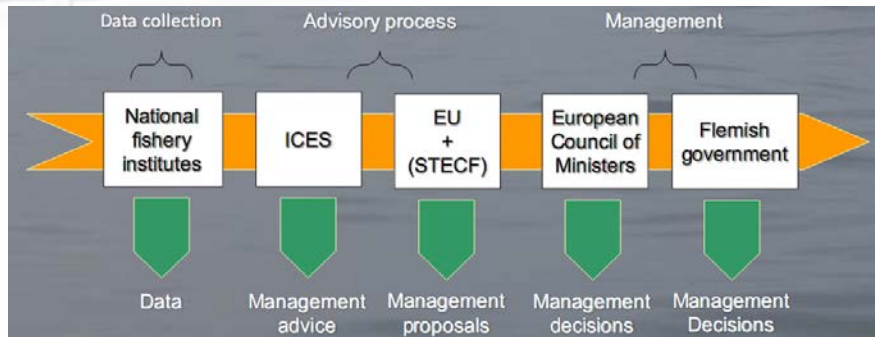 Data collection
Advisory process
Management
National
fishery
institutes
ICES
EU
+
(STECF)
European
Council of
Ministers
Flemish
government
Data
Management
advice
Management
proposals
Management
decisions
Management
Decisions